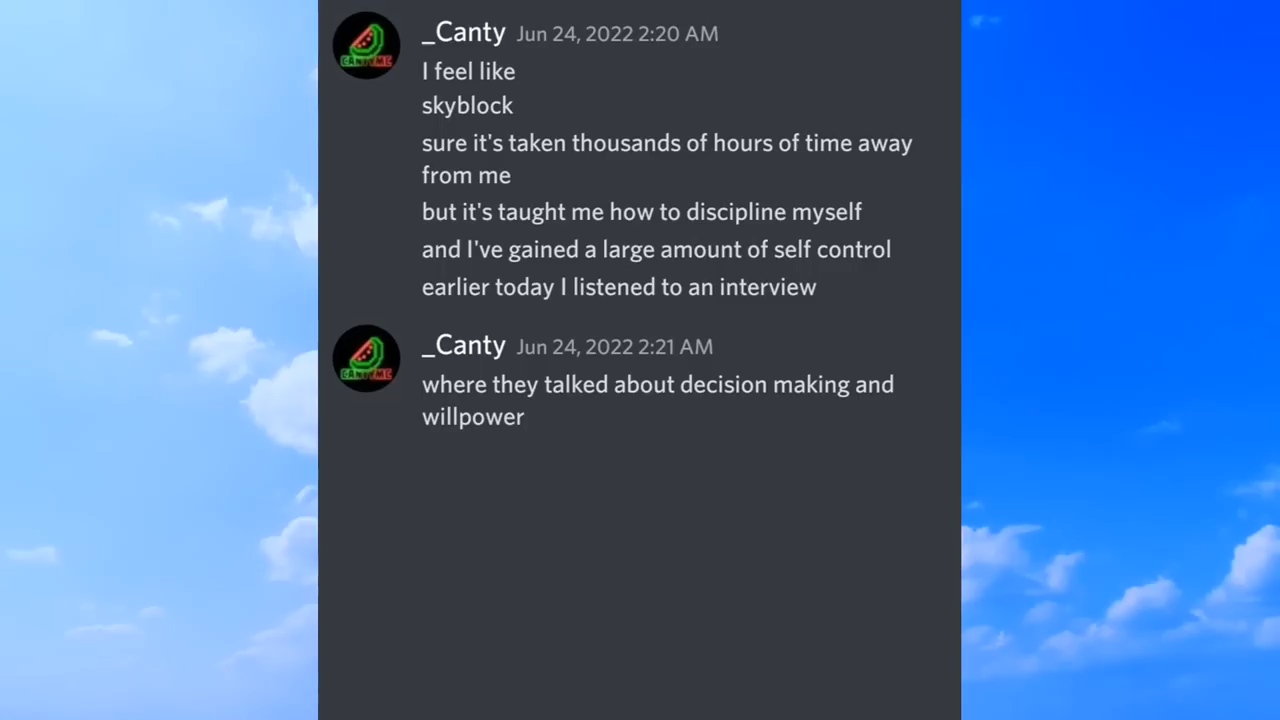 _Canty Jun 24, 2022 2:20 AM
I feel like
skyblock
sure it's taken thousands of hours of time away
from me
but it's taught me how to discipline myself
and I've gained a large amount of self control
earlier today I listened to an interview
_Canty Jun 24, 2022 2:21 AM
where they talked about decision making and
willpower